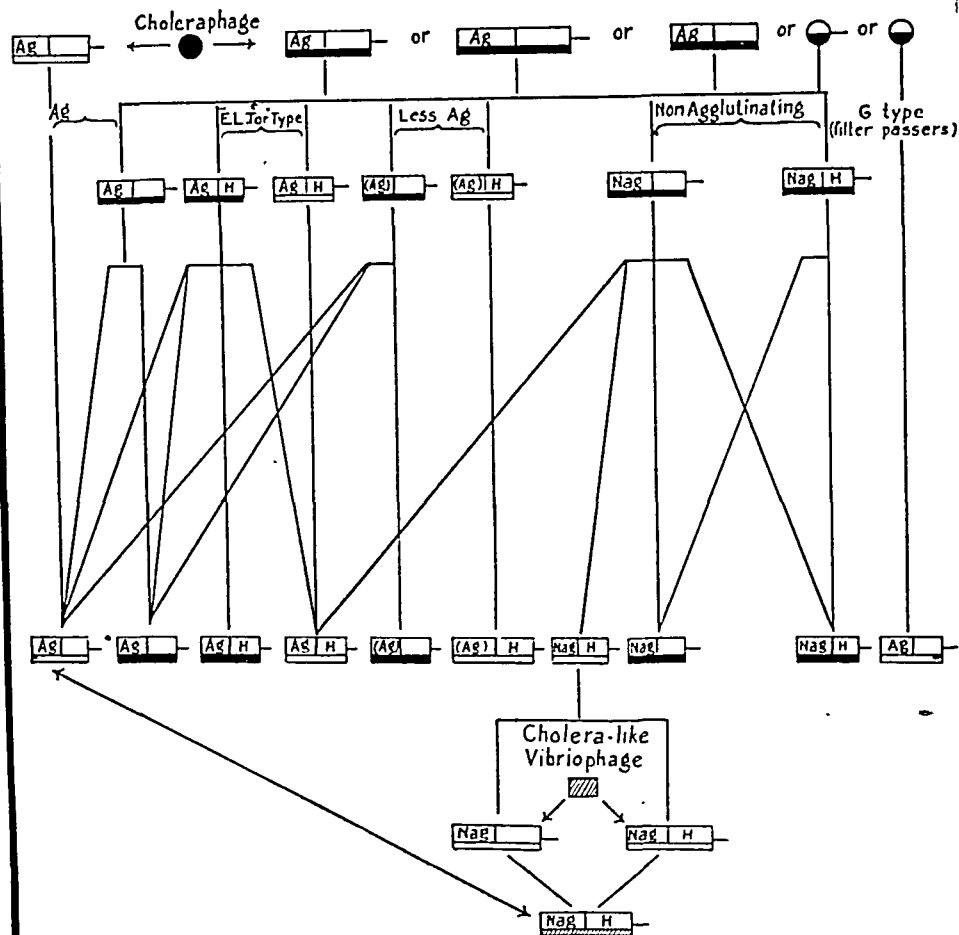 Choleraphage
Ag
Ag or Ag or Ag or or
Ag
EL Tor Type
Less Ag
Non Agglutinating
G type
(filter passers)
Ag Ag H Ag H (Ag) (Ag) H Nag Nag H
Ag Ag Ag H Ag H (Ag) (Ag) H Nag H Nag Nag H Ag
Cholera-like
Vibriophage
Nag Nag H
Nag H